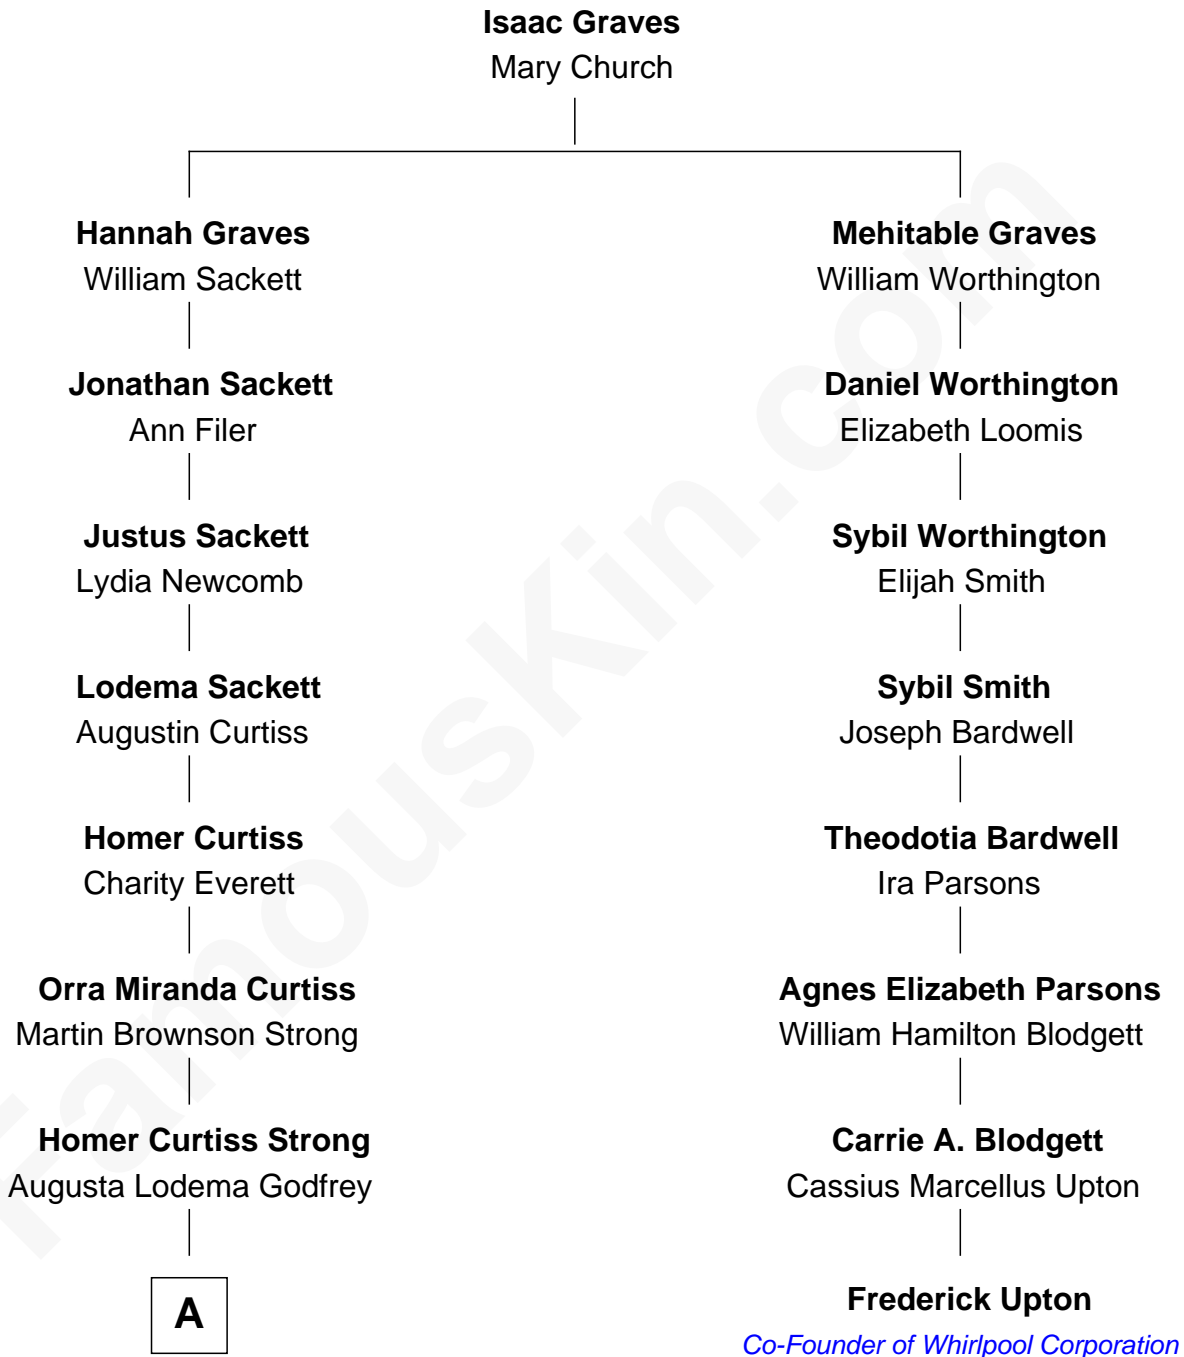 Isaac Graves
Mary Church
Hannah Graves
William Sackett
Mehitable Graves
William Worthington
Jonathan Sackett
Ann Filer
Daniel Worthington
Elizabeth Loomis
Justus Sackett
Lydia Newcomb
Sybil Worthington
Elijah Smith
Lodema Sackett
Augustin Curtiss
Sybil Smith
Joseph Bardwell
Homer Curtiss
Charity Everett
Theodotia Bardwell
Ira Parsons
Orra Miranda Curtiss
Martin Brownson Strong
Agnes Elizabeth Parsons
William Hamilton Blodgett
Homer Curtiss Strong
Augusta Lodema Godfrey
Carrie A. Blodgett
Cassius Marcellus Upton
A
Frederick Upton
Co-Founder of Whirlpool Corporation
FamousKin.com